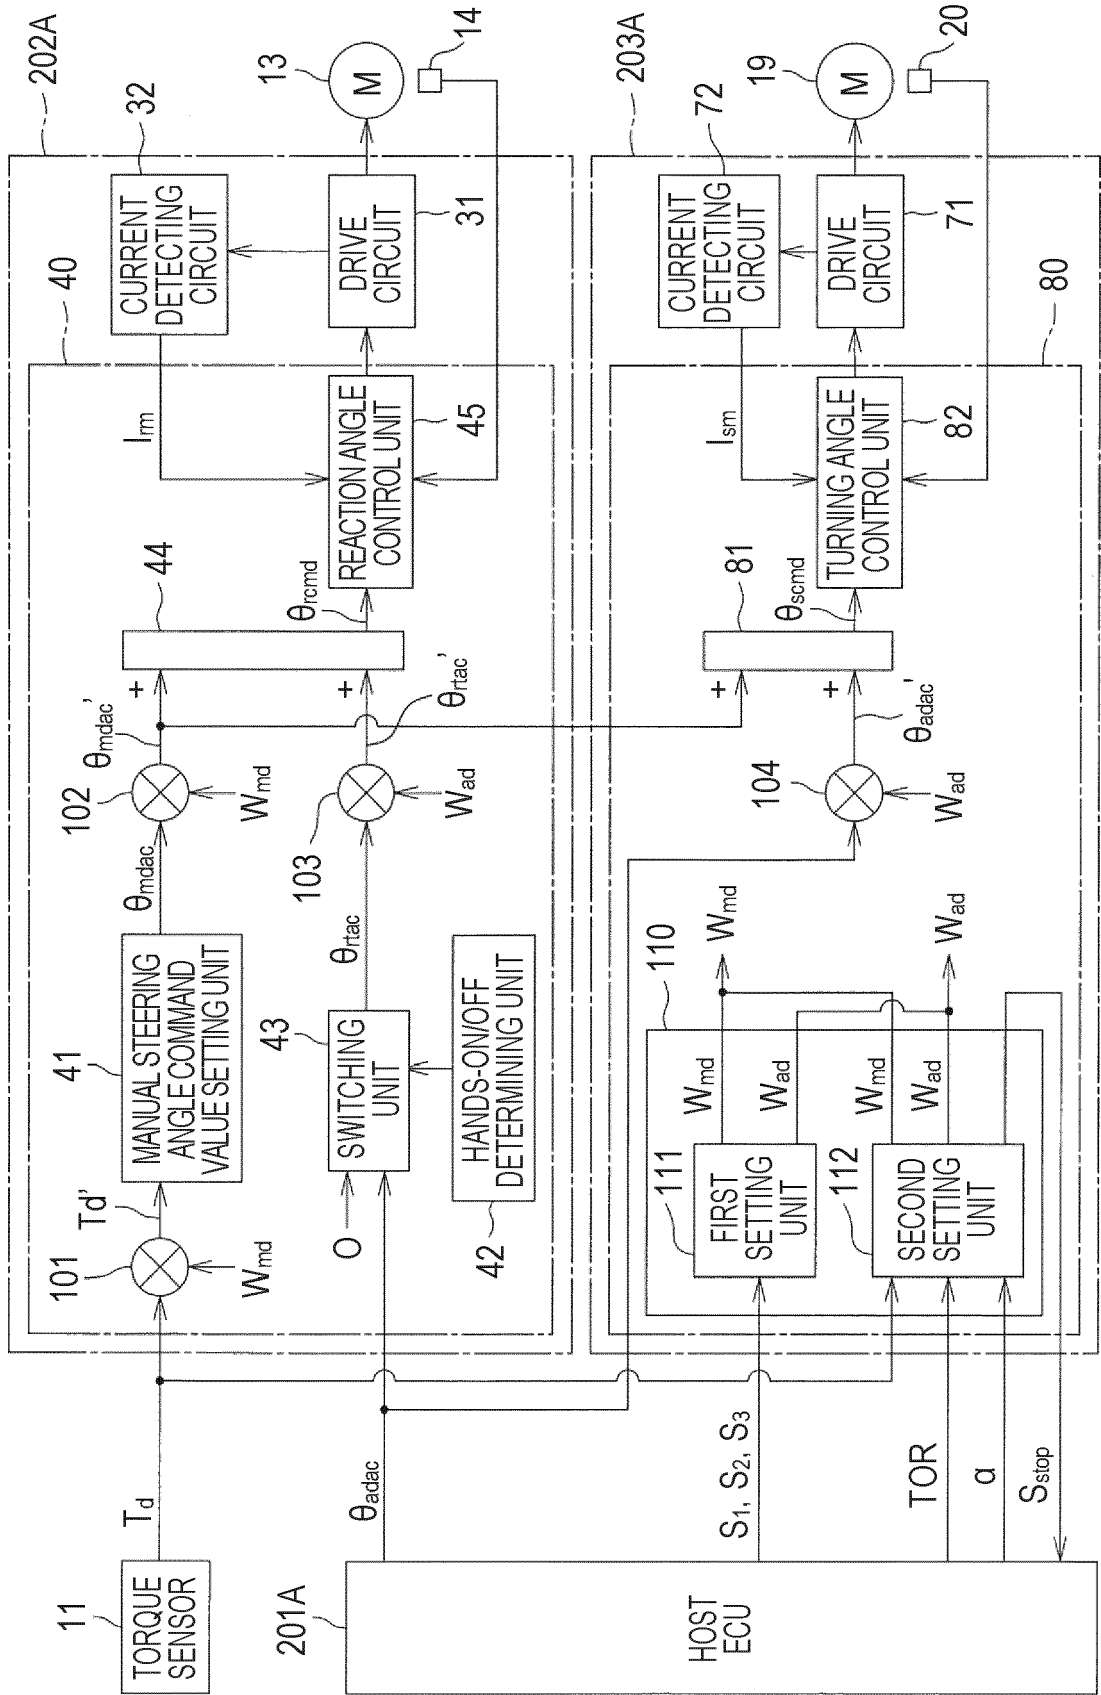 202A
40
32
CURRENT
DETECTING
CIRCUIT
13
M
14
DRIVE
CIRCUIT
31
Irm
REACTION ANGLE
CONTROL UNIT
45
44
θrcmd
+
+
θmdac'
θrtac'
102
Wmd
103
Wad
θmdac
θrtac
41
MANUAL STEERING
ANGLE COMMAND
VALUE SETTING UNIT
43
SWITCHING
UNIT
HANDS-ON/OFF
DETERMINING UNIT
42
O
Td'
101
Wmd
Td
11
TORQUE
SENSOR
θadac
201A
HOST
ECU
203A
80
72
CURRENT
DETECTING
CIRCUIT
19
M
20
DRIVE
CIRCUIT
71
Ism
TURNING ANGLE
CONTROL UNIT
82
81
θscmd
+
+
θadac'
104
Wad
Wmd
Wad
110
Wmd
Wad
Wmd
Wad
111
FIRST
SETTING
UNIT
112
SECOND
SETTING
UNIT
S1, S2, S3
TOR
α
Sstop